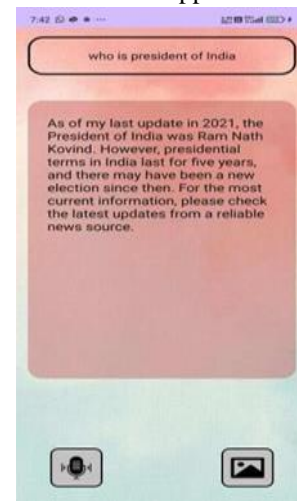 7:42
who is president of India
As of my last update in 2021, the
President of India was Ram Nath
Kovind. However, presidential
terms in India last for five years,
and there may have been a new
election since then. For the most
current information, please check
the latest updates from a reliable
news source.